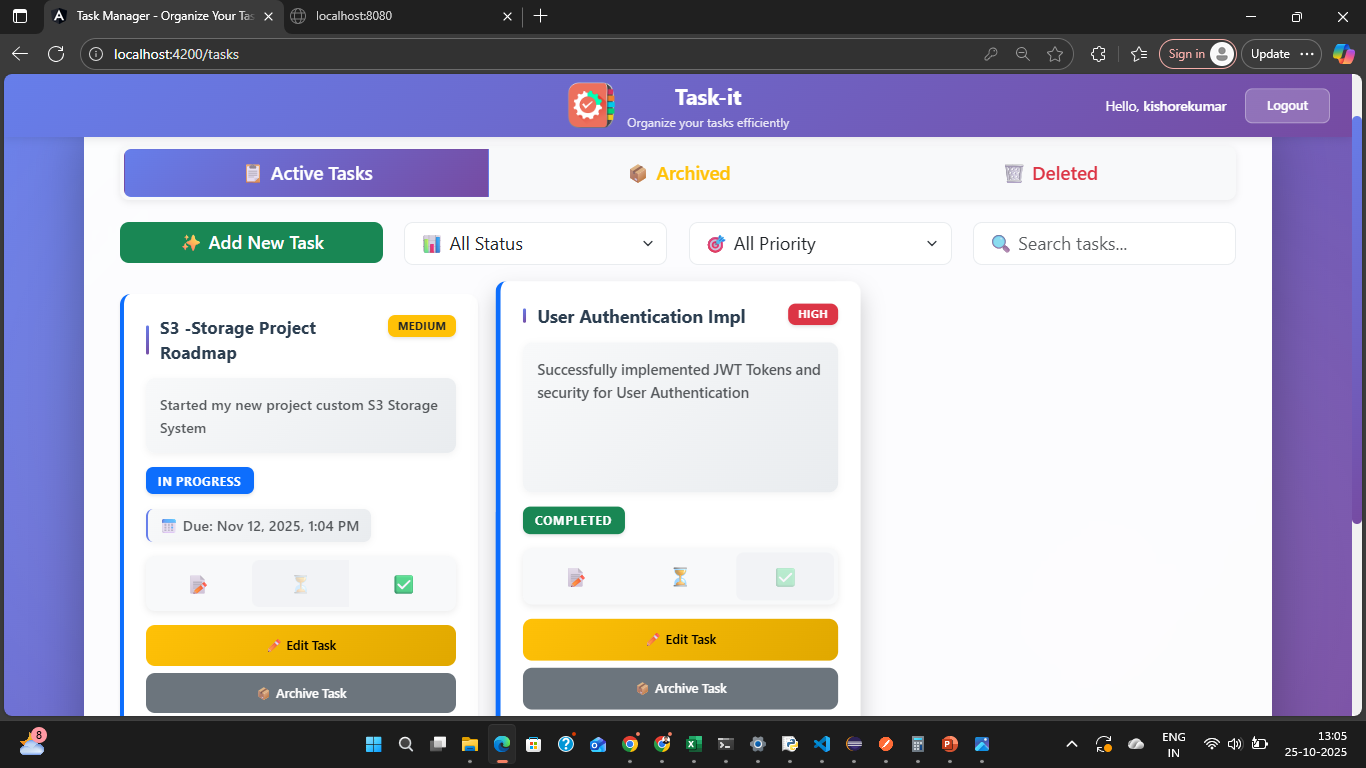 Task Manager - Organize Your Tas
localhost:8080
localhost:4200/tasks
Sign in
Update
Task-it
Organize your tasks efficiently
Hello, kishorekumar
Logout
Active Tasks
Archived
Deleted
Add New Task
All Status
All Priority
Search tasks...
S3 -Storage Project
Roadmap
MEDIUM
Started my new project custom S3 Storage
System
IN PROGRESS
Due: Nov 12, 2025, 1:04 PM
Edit Task
Archive Task
User Authentication Impl
HIGH
Successfully implemented JWT Tokens and
security for User Authentication
COMPLETED
Edit Task
Archive Task
8
ENG
IN
13:05
25-10-2025